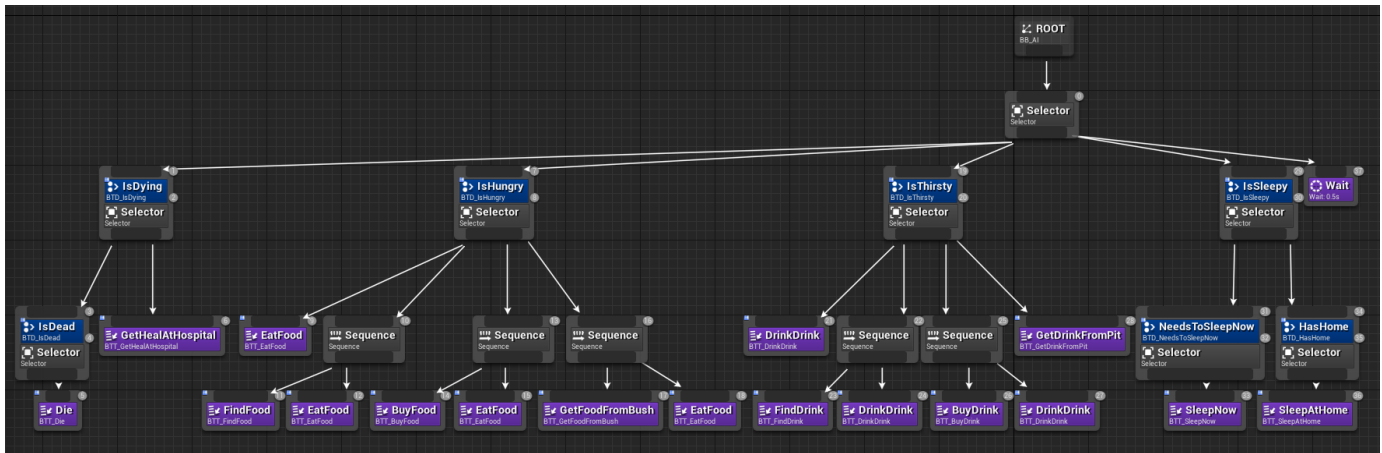 ROOT
BB_AI
Selector
Selector
IsDying
BTD_IsDying
Selector
Selector
IsHungry
BTD_IsHungry
Selector
Selector
IsThirsty
BTD_IsThirsty
Selector
Selector
IsSleepy
BTD_IsSleepy
Selector
Selector
Wait
Wait: 0.5s
IsDead
BTD_IsDead
Selector
Selector
GetHealAtHospital
BTT_GetHealAtHospital
EatFood
BTT_EatFood
Sequence
Sequence
Sequence
Sequence
Sequence
Sequence
DrinkDrink
BTT_DrinkDrink
Sequence
Sequence
Sequence
Sequence
GetDrinkFromPit
BTT_GetDrinkFromPit
NeedsToSleepNow
BTD_NeedsToSleepNow
Selector
Selector
HasHome
BTD_HasHome
Selector
Selector
Die
BTT_Die
FindFood
BTT_FindFood
EatFood
BTT_EatFood
BuyFood
BTT_BuyFood
EatFood
BTT_EatFood
GetFoodFromBush
BTT_GetFoodFromBush
EatFood
BTT_EatFood
FindDrink
BTT_FindDrink
DrinkDrink
BTT_DrinkDrink
BuyDrink
BTT_BuyDrink
DrinkDrink
BTT_DrinkDrink
SleepNow
BTT_SleepNow
SleepAtHome
BTT_SleepAtHome